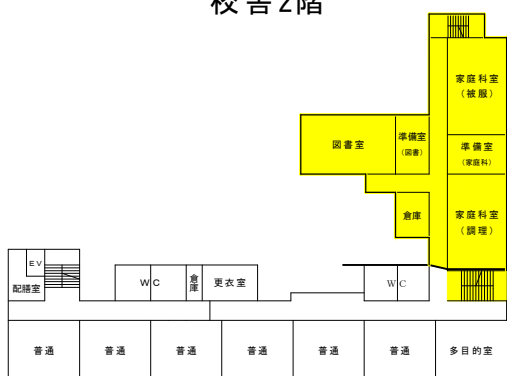 校舎2階
家庭科室
（被服）
図書室
準備室
（図書）
準備室
（家庭科）
倉庫
家庭科室
（調理）
EV
配膳室
WC
倉庫
更衣室
WC
普通
普通
普通
普通
普通
普通
多目的室